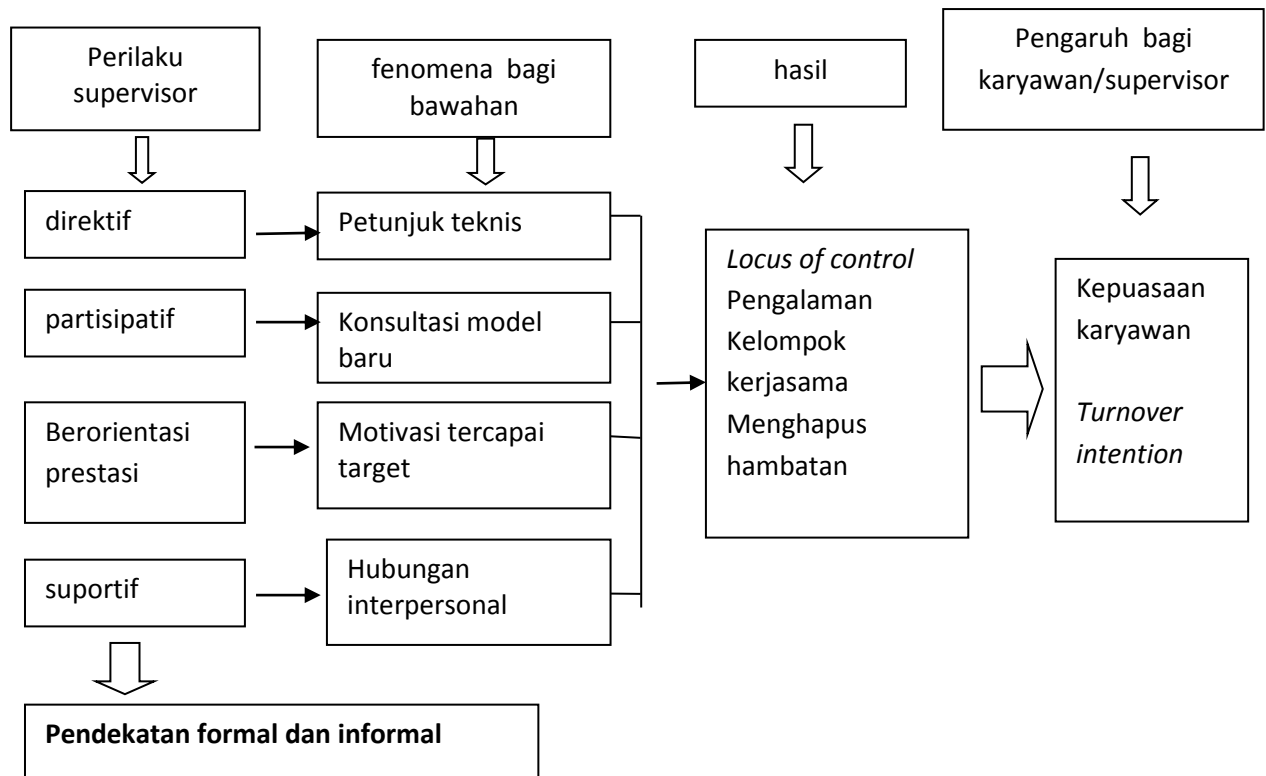 Perilaku
supervisor
fenomena bagi
bawahan
hasil
Pengaruh bagi
karyawan/supervisor
direktif
Petunjuk teknis
partisipatif
Konsultasi model
baru
Berorientasi
prestasi
Motivasi tercapai
target
suportif
Hubungan
interpersonal
Locus of control
Pengalaman
Kelompok
kerjasama
Menghapus
hambatan
Kepuasaan
karyawan
Turnover
intention
Pendekatan formal dan informal